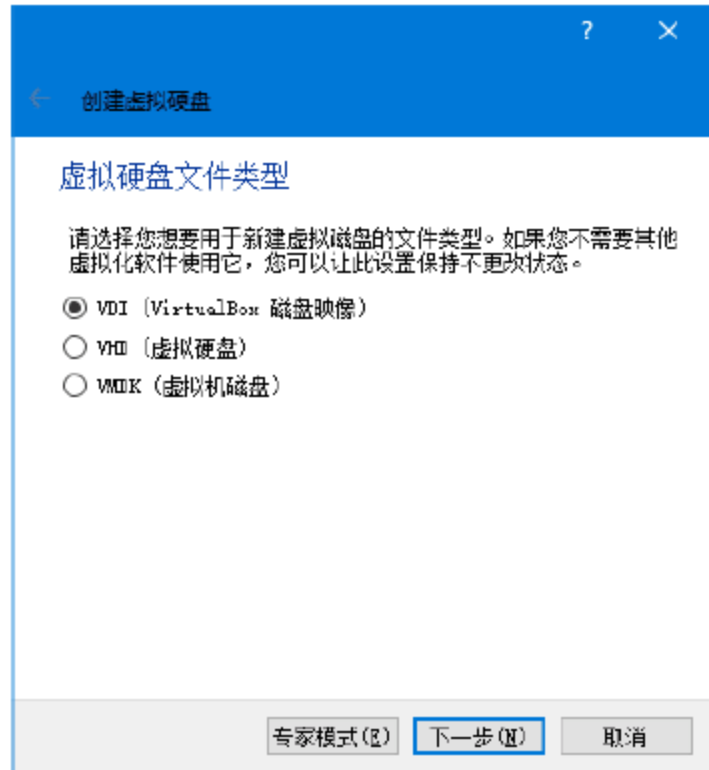 ?
创建虚拟硬盘
虚拟硬盘文件类型
请选择您想要用于新建虚拟磁盘的文件类型。如果您不需要其他
虚拟化软件使用它，您可以让此设置保持不更改状态。
VDI (VirtualBox 磁盘映像)
VHD (虚拟硬盘)
VMDK (虚拟机磁盘)
专家模式(E) 下一步(N) 取消